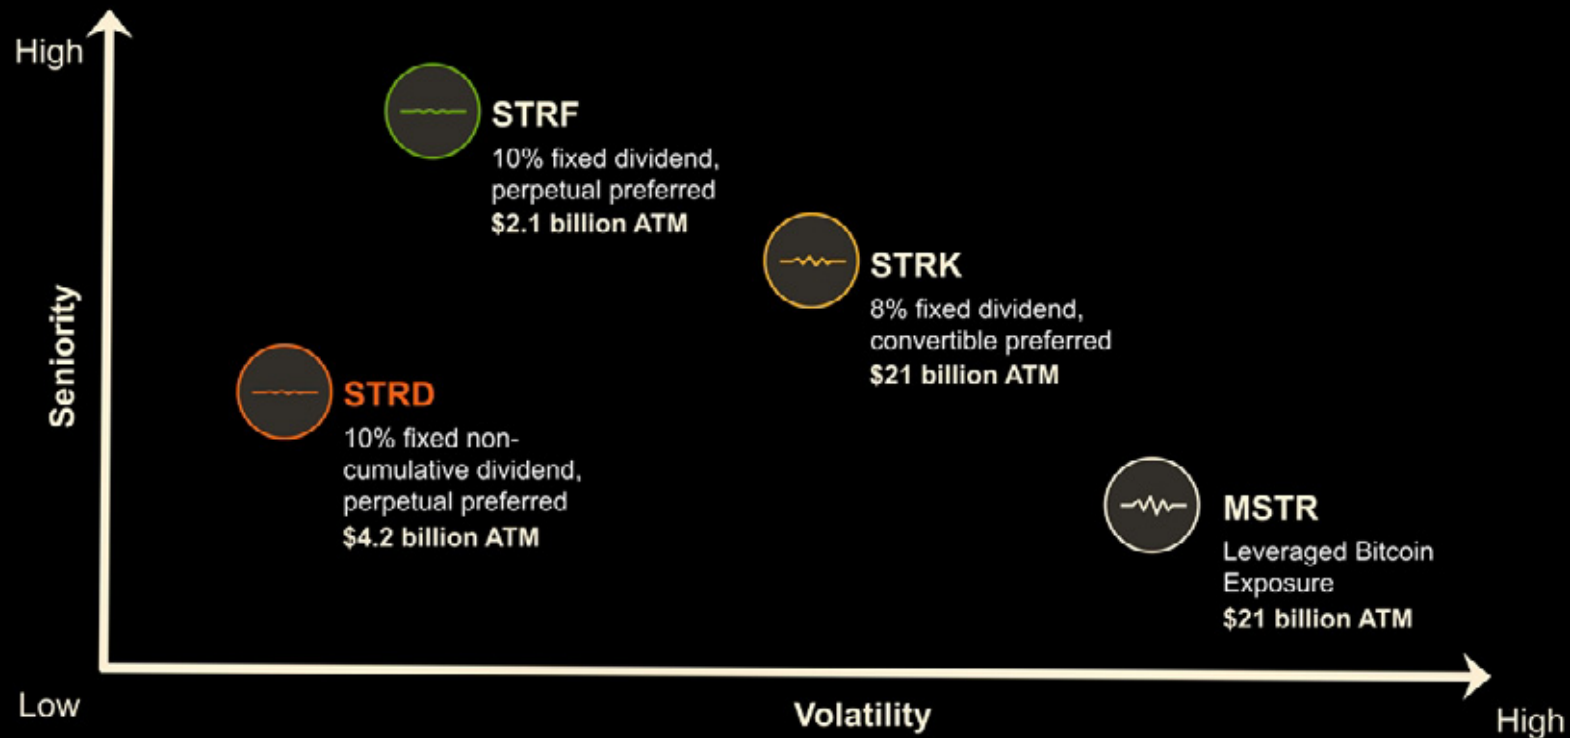 High
STRF
10% fixed dividend,
perpetual preferred
$2.1 billion ATM
STRK
8% fixed dividend,
convertible preferred
$21 billion ATM
Seniority
STRD
10% fixed non-
cumulative dividend,
perpetual preferred
$4.2 billion ATM
MSTR
Leveraged Bitcoin
Exposure
$21 billion ATM
Low
Volatility
High